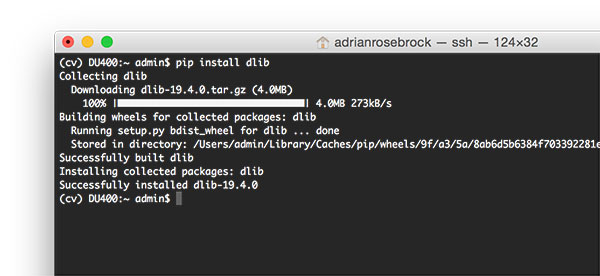 adrianrosebrock — ssh — 124×32
(cv) DU400:~ admin$ pip install dlib
Collecting dlib
  Downloading dlib-19.4.0.tar.gz (4.0MB)
    100% |████████████████████████████████| 4.0MB 273kB/s
Building wheels for collected packages: dlib
  Running setup.py bdist_wheel for dlib ... done
  Stored in directory: /Users/admin/Library/Caches/pip/wheels/9f/a3/5a/8ab6d5b6384f703392281e
Successfully built dlib
Installing collected packages: dlib
Successfully installed dlib-19.4.0
(cv) DU400:~ admin$